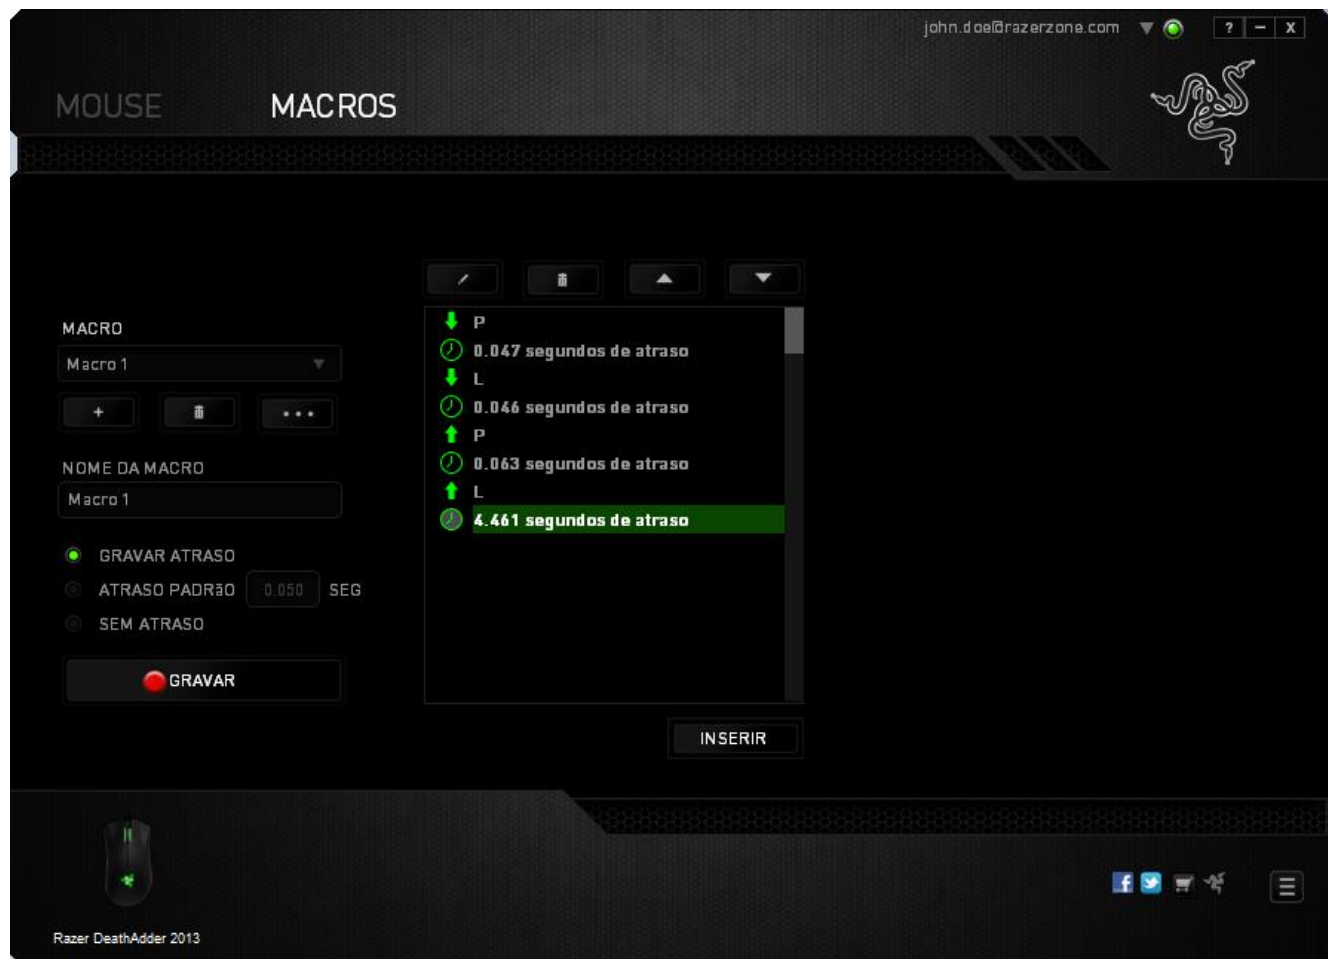 john.doe@razerzone.com
? – X
MOUSE
MACROS
MACRO
Macro 1
+
...
NOME DA MACRO
Macro 1
GRAVAR ATRASO
ATRASO PADRãO 0.050 SEG
SEM ATRASO
GRAVAR
P
0.047 segundos de atraso
L
0.046 segundos de atraso
P
0.063 segundos de atraso
L
4.461 segundos de atraso
INSERIR
Razer DeathAdder 2013